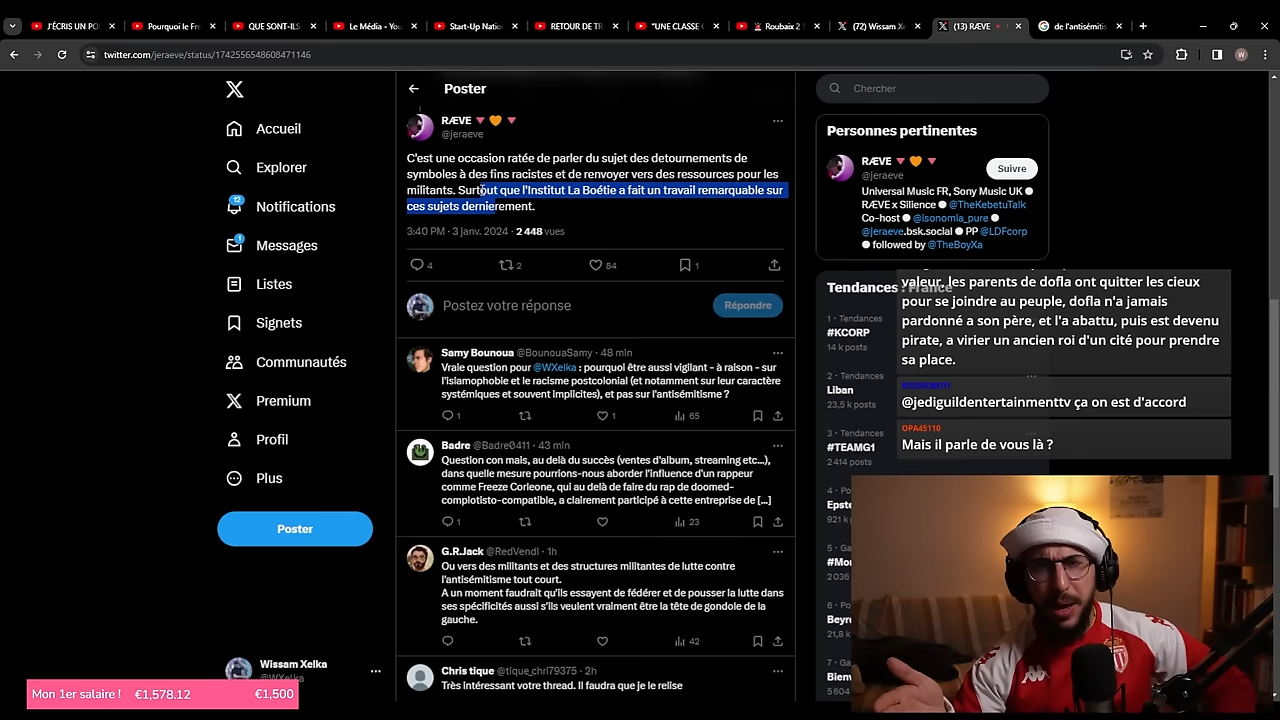 J'ÉCRIS UN PO
Pourquoi le Fre
QUE SONT-ILS
Le Média - You
Start-Up Natio
RETOUR DE TR
"UNE CLASSE
Roubaix 2
(72) Wissam Xe
(13) RÆVE
de l'antisémitis
twitter.com/jeraeve/status/1742556548608471146
Accueil
Explorer
12
Notifications
1
Messages
Listes
Signets
Communautés
Premium
Profil
Plus
Poster
Wissam Xelka
@WXelka
Mon 1er salaire ! €1,578.12 €1,500
Poster
RÆVE
@jeraeve
C'est une occasion ratée de parler du sujet des detournements de
symboles à des fins racistes et de renvoyer vers des ressources pour les
militants. Surtout que l'Institut La Boétie a fait un travail remarquable sur
ces sujets dernierement.
3:40 PM · 3 janv. 2024 · 2 448 vues
4 2 84 1
Postez votre réponse
Répondre
Samy Bounoua @BounouaSamy · 48 min
Vraie question pour @WXelka : pourquoi être aussi vigilant - à raison - sur
l'islamophobie et le racisme postcolonial (et notamment sur leur caractère
systémiques et souvent implicites), et pas sur l'antisémitisme ?
1 1 65
Badre @Badre0411 · 43 min
Question con mais, au delà du succès (ventes d'album, streaming etc...),
dans quelle mesure pourrions-nous aborder l'influence d'un rappeur
comme Freeze Corleone, qui au delà de faire du rap de doomed-
complotisto-compatible, a clairement participé à cette entreprise de [...]
1 23
G.R.Jack @RedVendl · 1h
Ou vers des militants et des structures militantes de lutte contre
l'antisémitisme tout court.
A un moment faudrait qu'ils essayent de fédérer et de pousser la lutte dans
ses spécificités aussi s'ils veulent vraiment être la tête de gondole de la
gauche.
42
Chris tique @tique_chri79375 · 2h
Très intéressant votre thread. Il faudra que je le relise
Chercher
Personnes pertinentes
RÆVE
@jeraeve
Suivre
Universal Music FR, Sony Music UK
RÆVE x Silience @TheKebetuTalk
Co-host @Isonomia_pure
@jeraeve.bsk.social PP @LDFcorp
followed by @TheBoyXa
Tendances : France
1 · Tendances
#KCORP
14 k posts
2 · Tendances
Liban
23,5 k posts
3 · Tendances
#TEAMG1
2 414 posts
4 · Po
Epste
921 k
5 · Ga
#Mo
2 036
6 · Po
Beyr
21,8 k
7 · Ga
Bienv
5 604
valeur, les parents de dofla ont quitter les cieux
pour se joindre au peuple, dofla n'a jamais
pardonné a son père, et l'a abattu, puis est devenu
pirate, a virier un ancien roi d'un cité pour prendre
sa place.
@jediguildentertainmenttv ça on est d'accord
OPA45110
Mais il parle de vous là ?